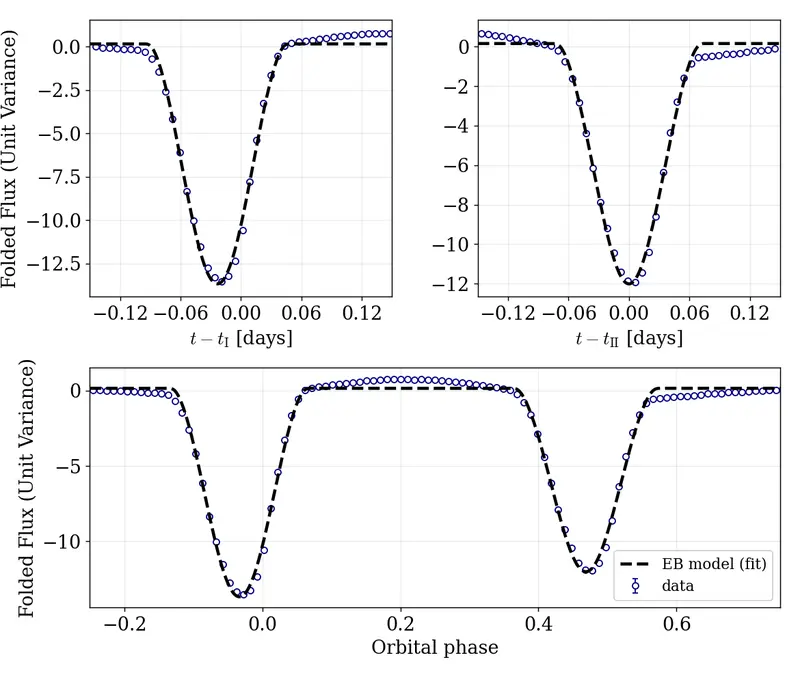 Folded Flux (Unit Variance)
0.0
−2.5
−5.0
−7.5
−10.0
−12.5
−0.12 −0.06 0.00 0.06 0.12
t − tI [days]
0
−2
−4
−6
−8
−10
−12
−0.12 −0.06 0.00 0.06 0.12
t − tII [days]
Folded Flux (Unit Variance)
0
−5
−10
−0.2 0.0 0.2 0.4 0.6
Orbital phase
EB model (fit)
data